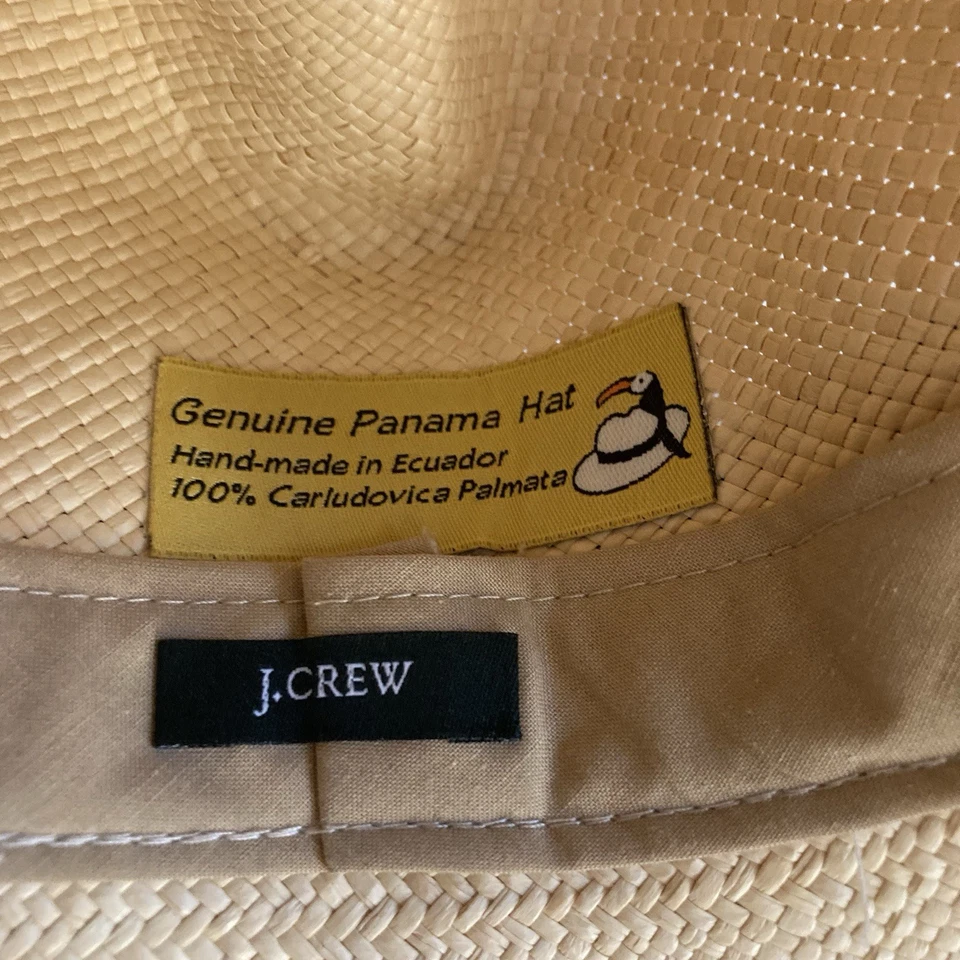 Genuine Panama Hat
Hand-made in Ecuador
100% Carludovica Palmata
J.CREW